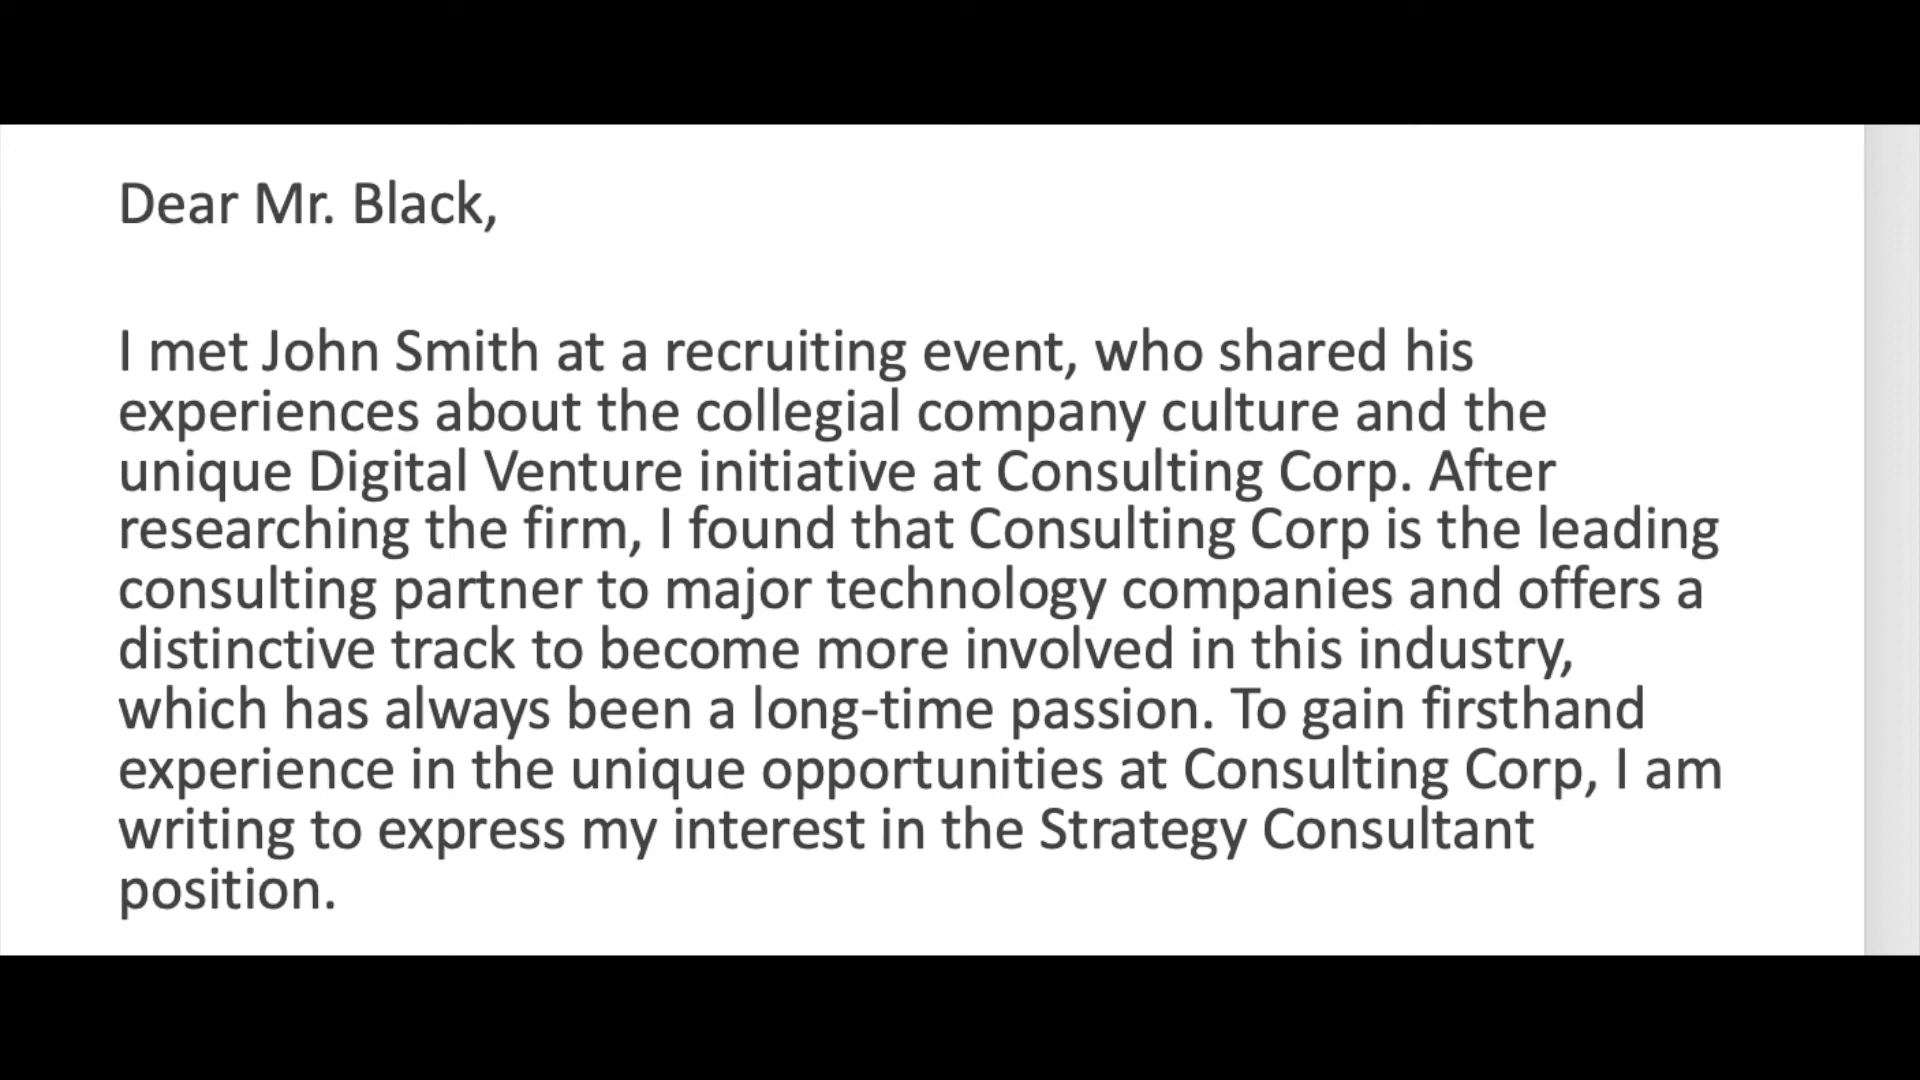 Dear Mr. Black,
I met John Smith at a recruiting event, who shared his
experiences about the collegial company culture and the
unique Digital Venture initiative at Consulting Corp. After
researching the firm, I found that Consulting Corp is the leading
consulting partner to major technology companies and offers a
distinctive track to become more involved in this industry,
which has always been a long-time passion. To gain firsthand
experience in the unique opportunities at Consulting Corp, I am
writing to express my interest in the Strategy Consultant
position.